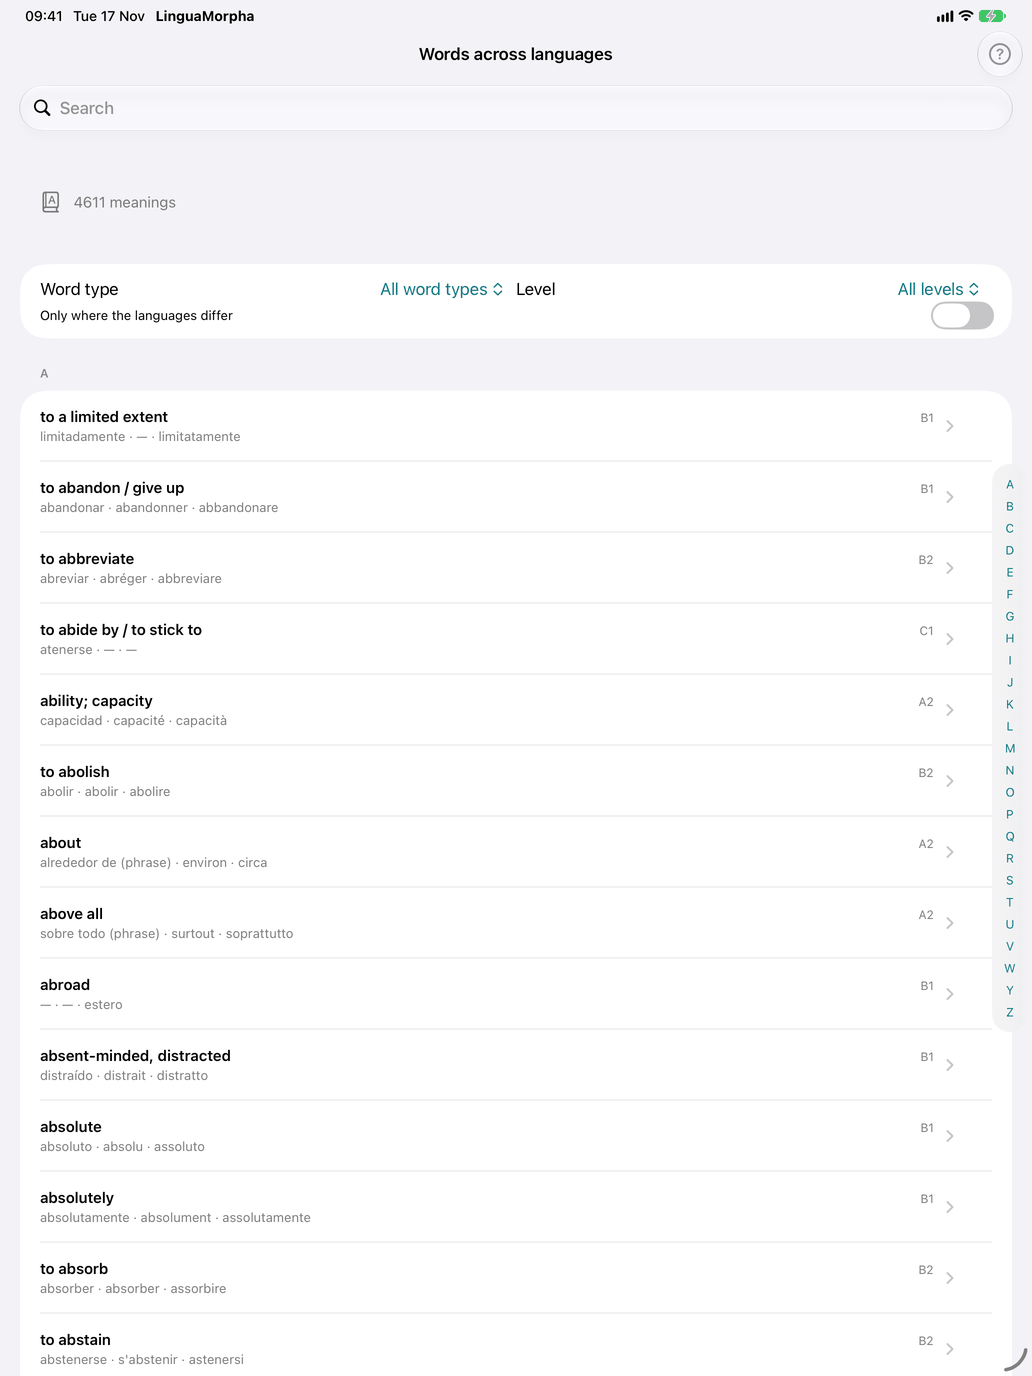 09:41 Tue 17 Nov LinguaMorpha
Words across languages
?
Search
A 4611 meanings
Word type All word types Level All levels
Only where the languages differ
A
to a limited extent B1
limitadamente · — · limitatamente
to abandon / give up B1
abandonar · abandonner · abbandonare
to abbreviate B2
abreviar · abréger · abbreviare
to abide by / to stick to C1
atenerse · — · —
ability; capacity A2
capacidad · capacité · capacità
to abolish B2
abolir · abolir · abolire
about A2
alrededor de (phrase) · environ · circa
above all A2
sobre todo (phrase) · surtout · soprattutto
abroad B1
— · — · estero
absent-minded, distracted B1
distraído · distrait · distratto
absolute B1
absoluto · absolu · assoluto
absolutely B1
absolutamente · absolument · assolutamente
to absorb B2
absorber · absorber · assorbire
to abstain B2
abstenerse · s'abstenir · astenersi
A
B
C
D
E
F
G
H
I
J
K
L
M
N
O
P
Q
R
S
T
U
V
W
Y
Z